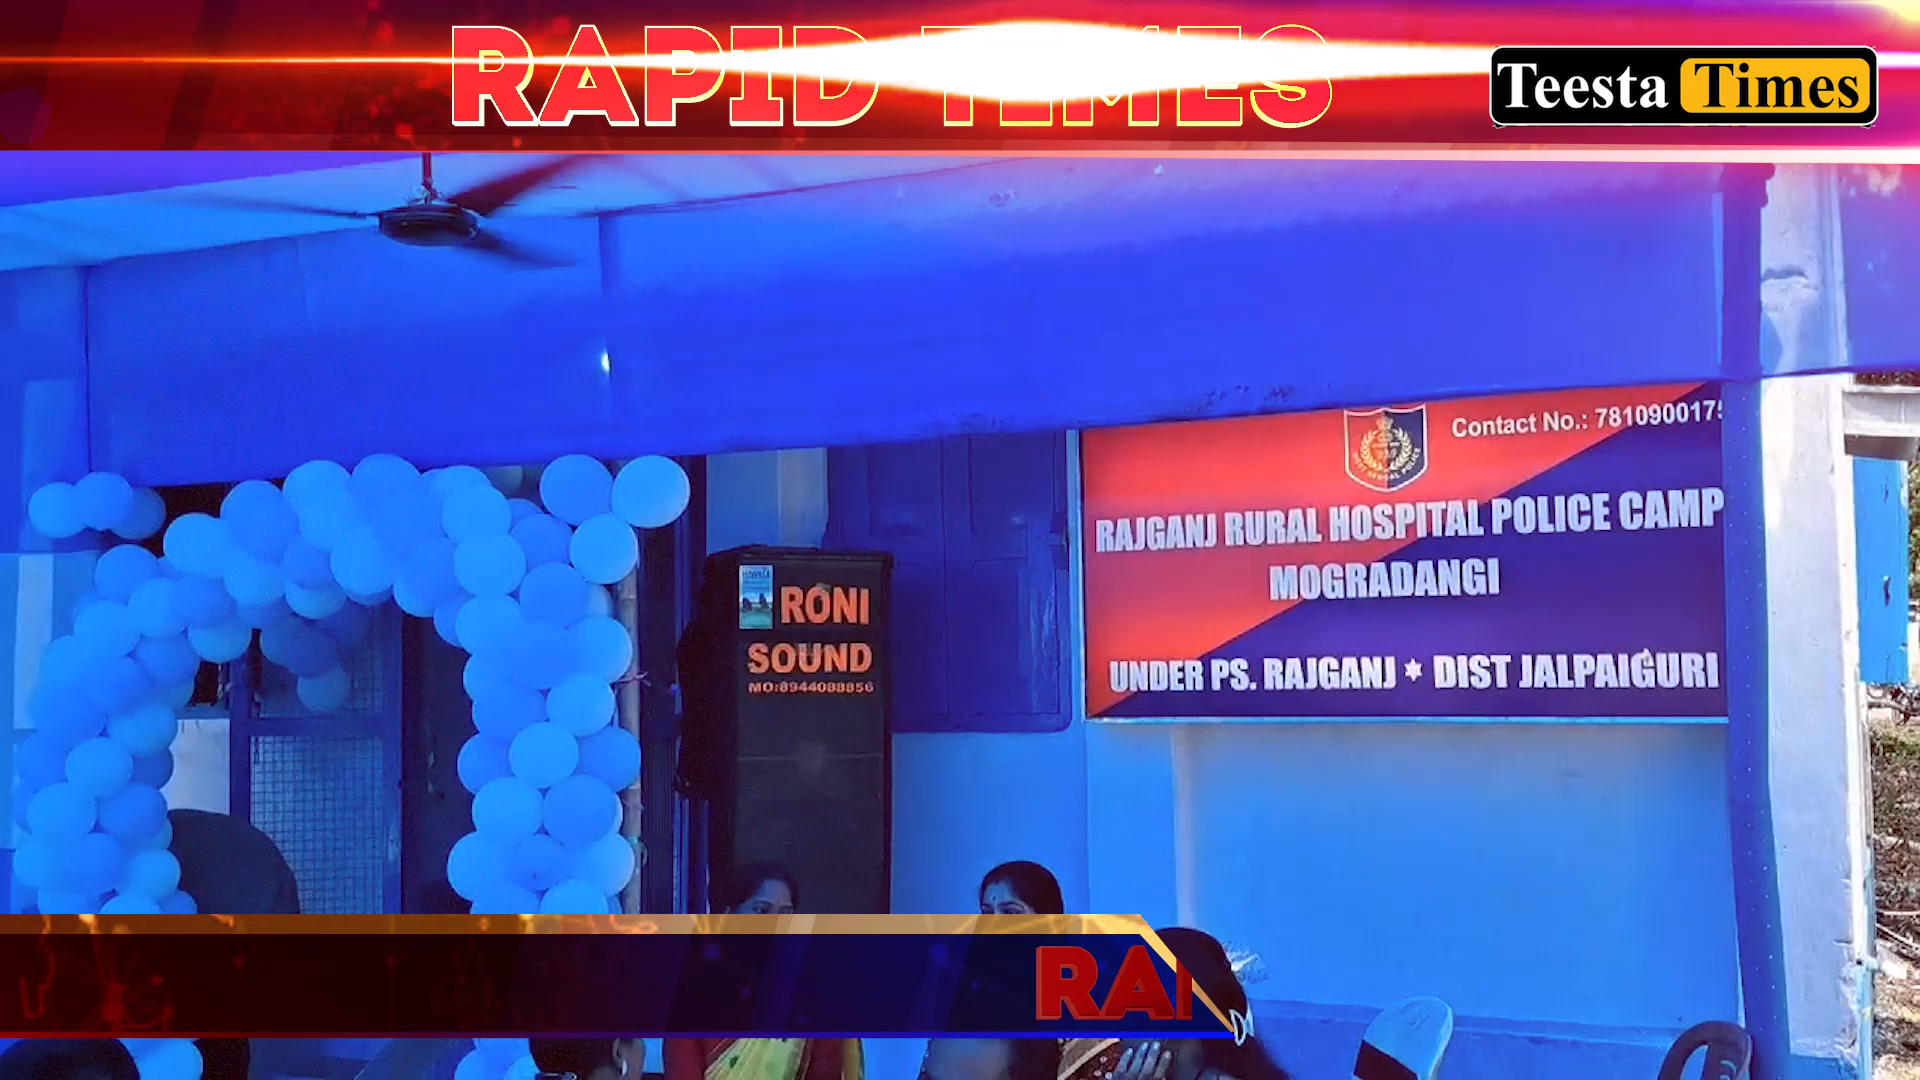 RAPID TIMES
Teesta Times
Contact No.: 781090017
RAJGANJ RURAL HOSPITAL POLICE CAMP
MOGRADANGI
UNDER PS. RAJGANJ * DIST JALPAIGURI
RONI
SOUND
MO:8944088856